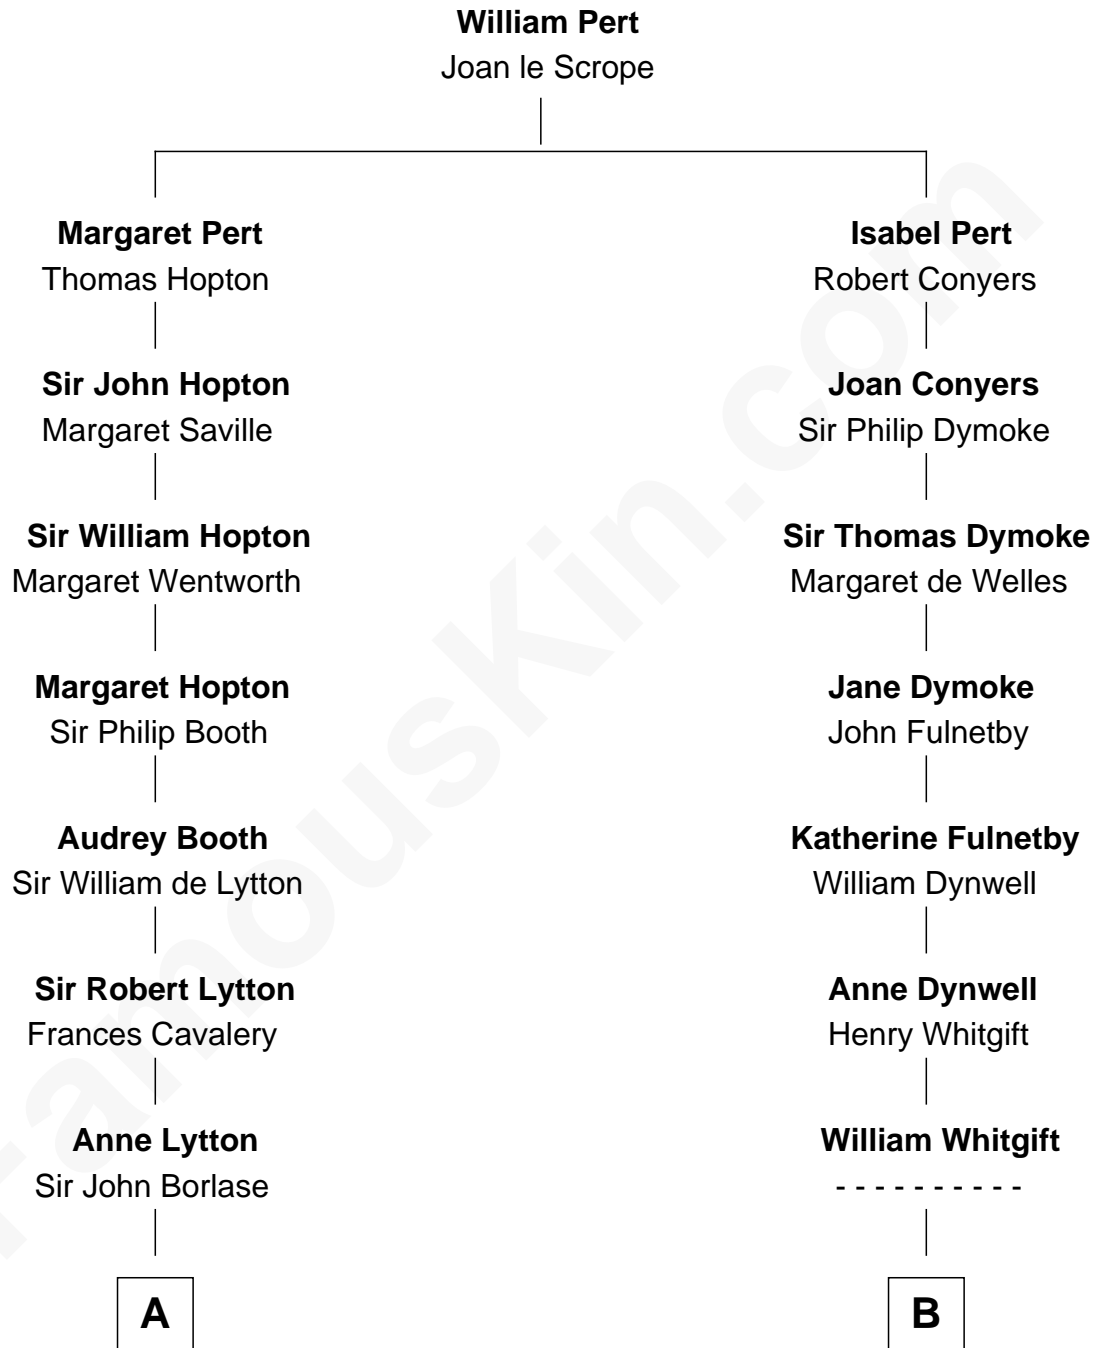 William Pert
Joan le Scrope
Margaret Pert
Thomas Hopton
Isabel Pert
Robert Conyers
Sir John Hopton
Margaret Saville
Joan Conyers
Sir Philip Dymoke
Sir William Hopton
Margaret Wentworth
Sir Thomas Dymoke
Margaret de Welles
Margaret Hopton
Sir Philip Booth
Jane Dymoke
John Fulnetby
Audrey Booth
Sir William de Lytton
Katherine Fulnetby
William Dynwell
Sir Robert Lytton
Frances Cavalery
Anne Dynwell
Henry Whitgift
Anne Lytton
Sir John Borlase
William Whitgift
- - - - - - - - - -
A
B
FamousKin.com